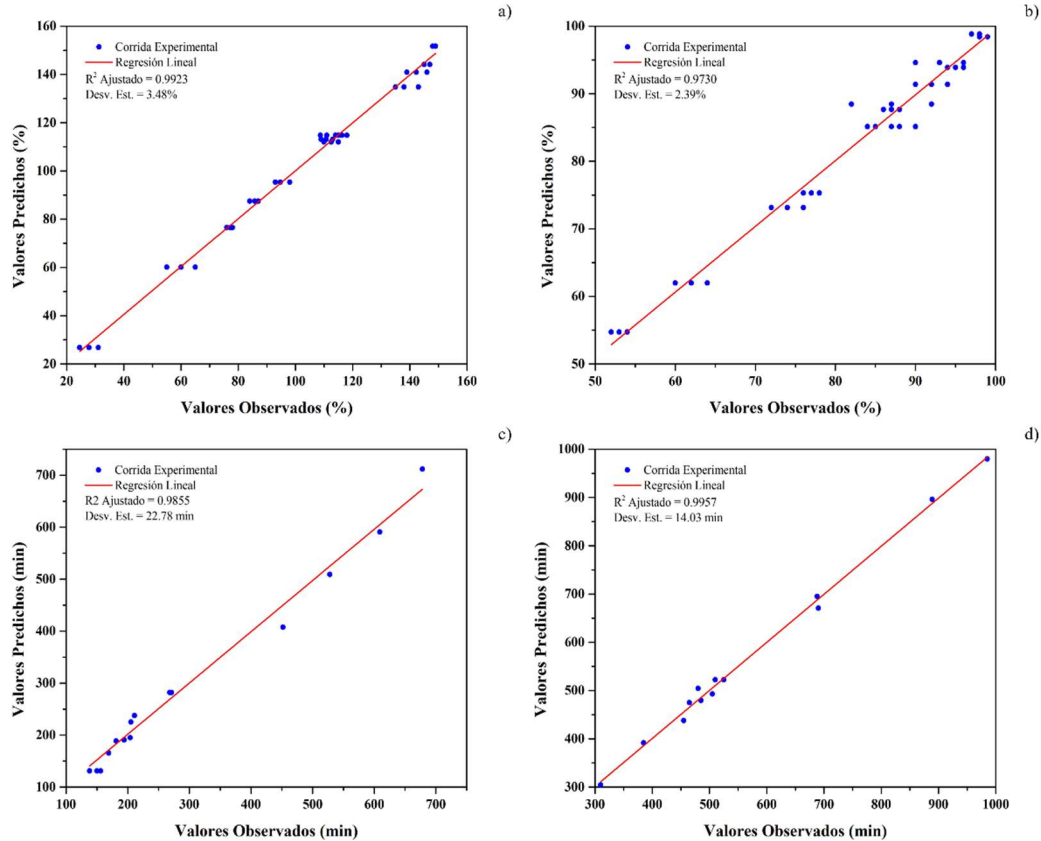 a)
160
140
120
100
80
60
40
20
Valores Predichos (%)
Corrida Experimental
Regresión Lineal
R² Ajustado = 0.9923
Desv. Est. = 3.48%
20 40 60 80 100 120 140 160
Valores Observados (%)
b)
100
90
80
70
60
50
Valores Predichos (%)
Corrida Experimental
Regresión Lineal
R² Ajustado = 0.9730
Desv. Est. = 2.39%
50 60 70 80 90 100
Valores Observados (%)
c)
700
600
500
400
300
200
100
Valores Predichos (min)
Corrida Experimental
Regresión Lineal
R2 Ajustado = 0.9855
Desv. Est. = 22.78 min
100 200 300 400 500 600 700
Valores Observados (min)
d)
1000
900
800
700
600
500
400
300
Valores Predichos (min)
Corrida Experimental
Regresión Lineal
R² Ajustado = 0.9957
Desv. Est. = 14.03 min
300 400 500 600 700 800 900 1000
Valores Observados (min)